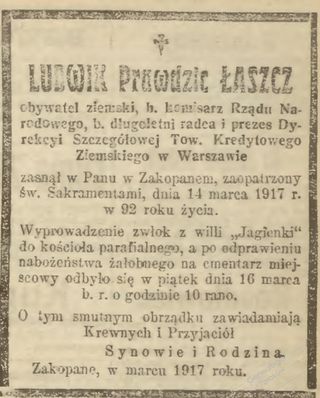 LUDWIK Prawdzic ŁASZCZ
obywatel ziemski, b. komisarz Rządu Na-
rodowego, b. długoletni radca i prezes Dy-
rekcyi Szczegółowej Tow. Kredytowego
Ziemskiego w Warszawie
zasnął w Panu w Zakopanem, zaopatrzony
św. Sakramentami, dnia 14 marca 1917 r.
w 92 roku życia.
Wyprowadzenie zwłok z willi „Jagienki“
do kościoła parafialnego, a po odprawieniu
nabożeństwa żałobnego na cmentarz miej-
scowy odbyło się w piątek dnia 16 marca
b. r. o godzinie 10 rano.
O tym smutnym obrządku zawiadamiają
Krewnych i Przyjaciół
Synowie i Rodzina.
Zakopane, w marcu 1917 roku.